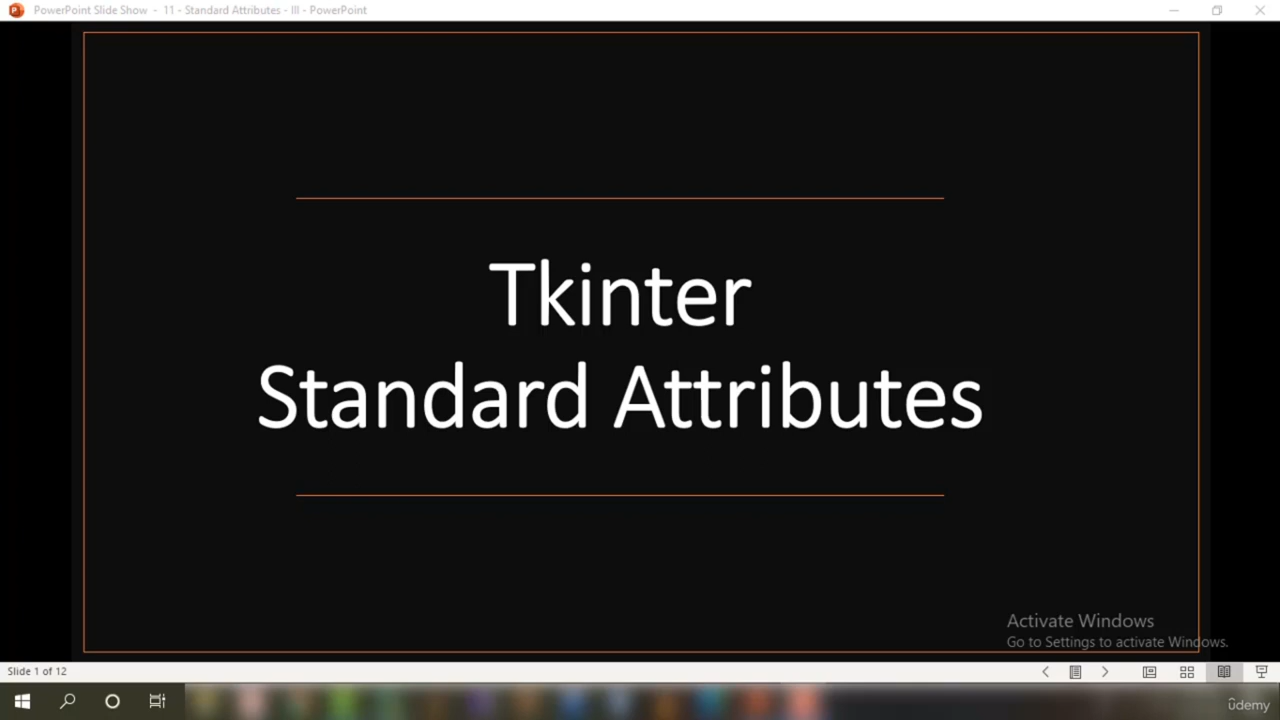 PowerPoint Slide Show - 11 - Standard Attributes - III - PowerPoint
Tkinter
Standard Attributes
Activate Windows
Go to Settings to activate Windows.
Slide 1 of 12
ûdemy